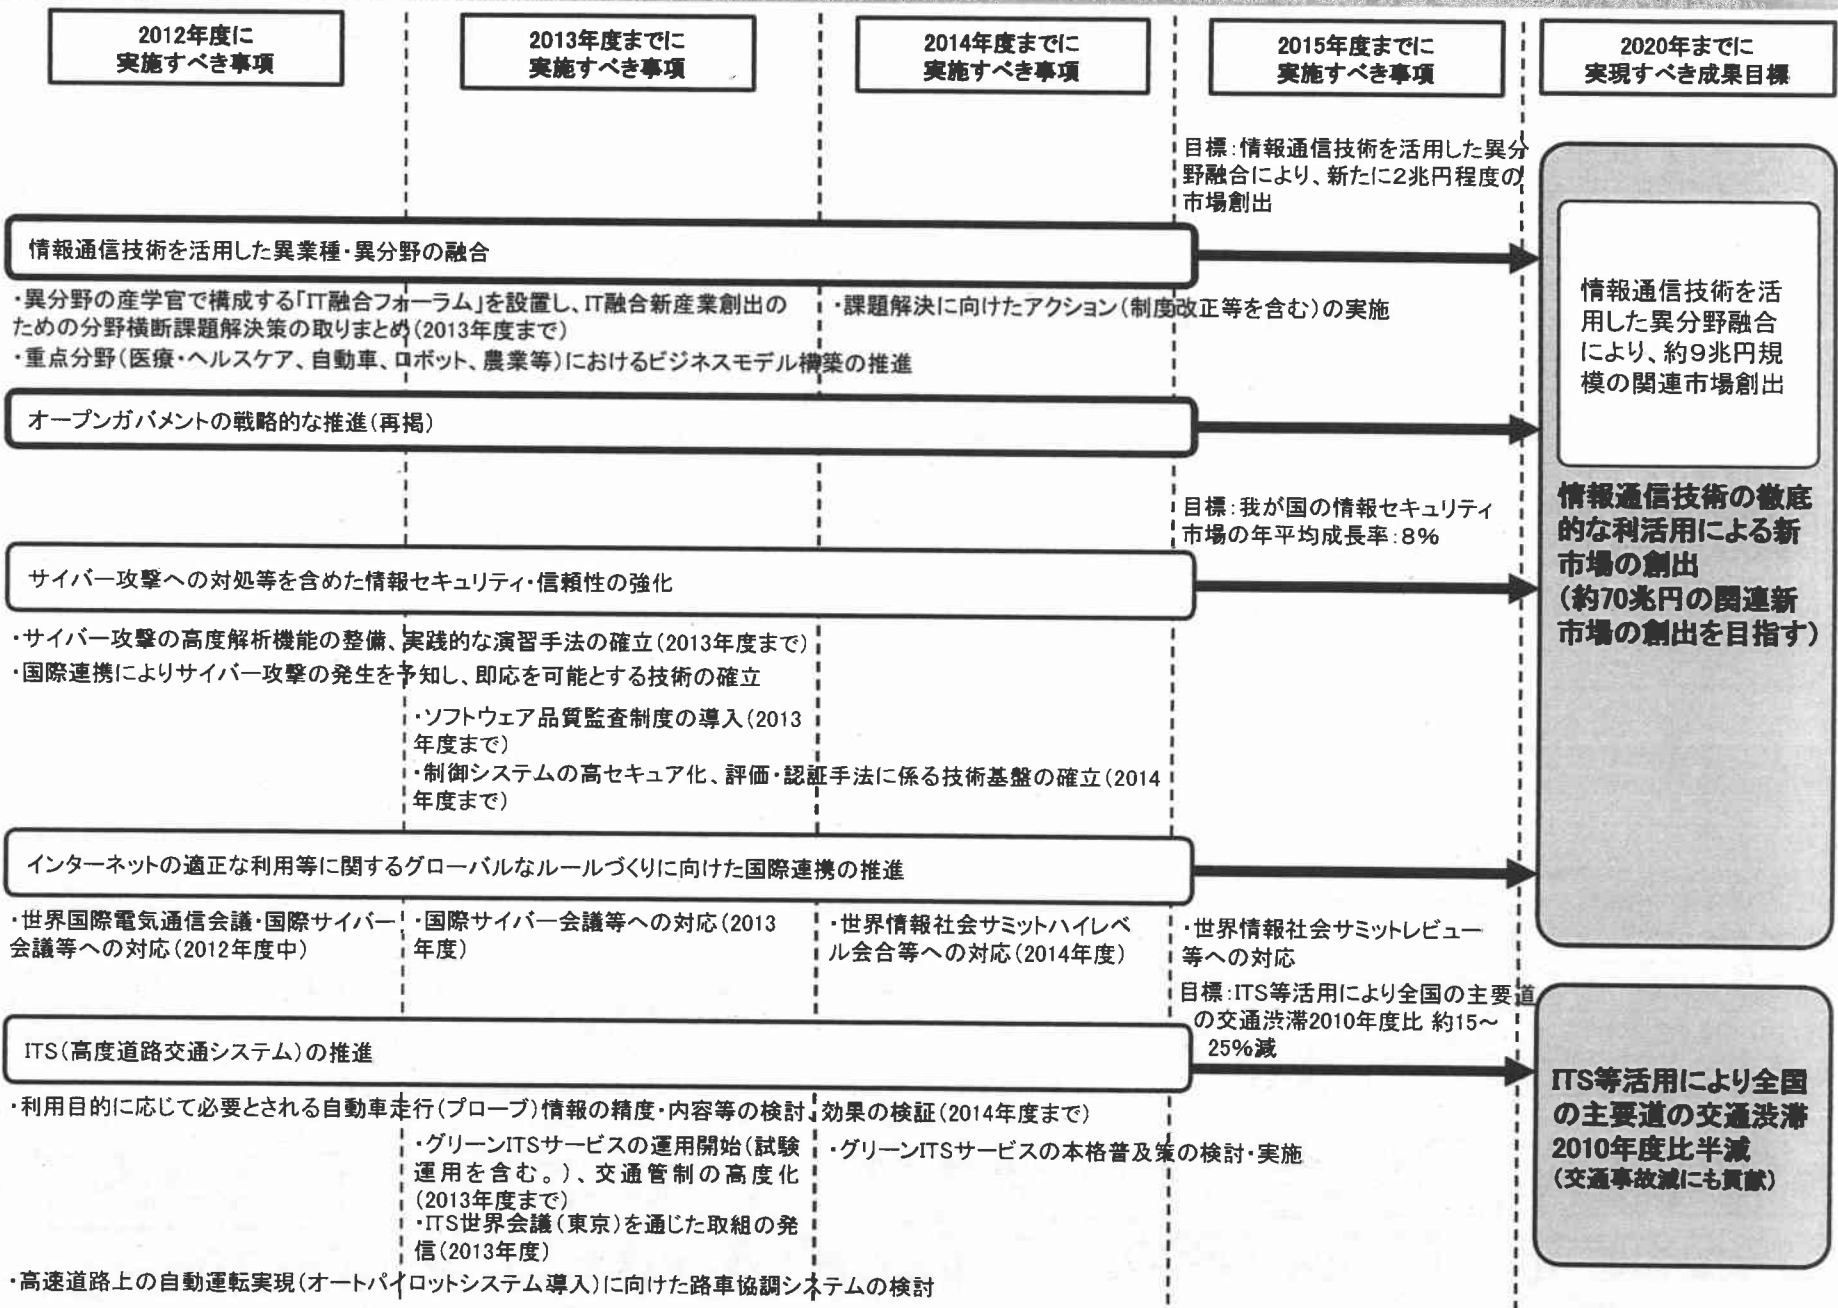 2012年度に
実施すべき事項
2013年度までに
実施すべき事項
2014年度までに
実施すべき事項
2015年度までに
実施すべき事項
2020年までに
実現すべき成果目標
目標:情報通信技術を活用した異分
野融合により、新たに2兆円程度の
市場創出
情報通信技術を活用した異業種・異分野の融合
・異分野の産学官で構成する「IT融合フォーラム」を設置し、IT融合新産業創出の
ための分野横断課題解決策の取りまとめ(2013年度まで)
・重点分野(医療・ヘルスケア、自動車、ロボット、農業等)におけるビジネスモデル構築の推進
・課題解決に向けたアクション(制度改正等を含む)の実施
オープンガバメントの戦略的な推進(再掲)
目標:我が国の情報セキュリティ
市場の年平均成長率:8%
サイバー攻撃への対処等を含めた情報セキュリティ・信頼性の強化
・サイバー攻撃の高度解析機能の整備、実践的な演習手法の確立(2013年度まで)
・国際連携によりサイバー攻撃の発生を予知し、即応を可能とする技術の確立
・ソフトウェア品質監査制度の導入(2013
年度まで)
・制御システムの高セキュア化、評価・認証手法に係る技術基盤の確立(2014
年度まで)
インターネットの適正な利用等に関するグローバルなルールづくりに向けた国際連携の推進
・世界国際電気通信会議・国際サイバー
会議等への対応(2012年度中)
・国際サイバー会議等への対応(2013
年度)
・世界情報社会サミットハイレベ
ル会合等への対応(2014年度)
・世界情報社会サミットレビュー
等への対応
目標:ITS等活用により全国の主要道
の交通渋滞2010年度比 約15～
25%減
ITS(高度道路交通システム)の推進
・利用目的に応じて必要とされる自動車走行(プローブ)情報の精度・内容等の検討、効果の検証(2014年度まで)
・グリーンITSサービスの運用開始(試験
運用を含む。)、交通管制の高度化
(2013年度まで)
・ITS世界会議(東京)を通じた取組の発
信(2013年度)
・グリーンITSサービスの本格普及策の検討・実施
・高速道路上の自動運転実現(オートパイロットシステム導入)に向けた路車協調システムの検討
情報通信技術を活
用した異分野融合
により、約9兆円規
模の関連市場創出
情報通信技術の徹底
的な利活用による新
市場の創出
(約70兆円の関連新
市場の創出を目指す)
ITS等活用により全国
の主要道の交通渋滞
2010年度比半減
(交通事故減にも貢献)